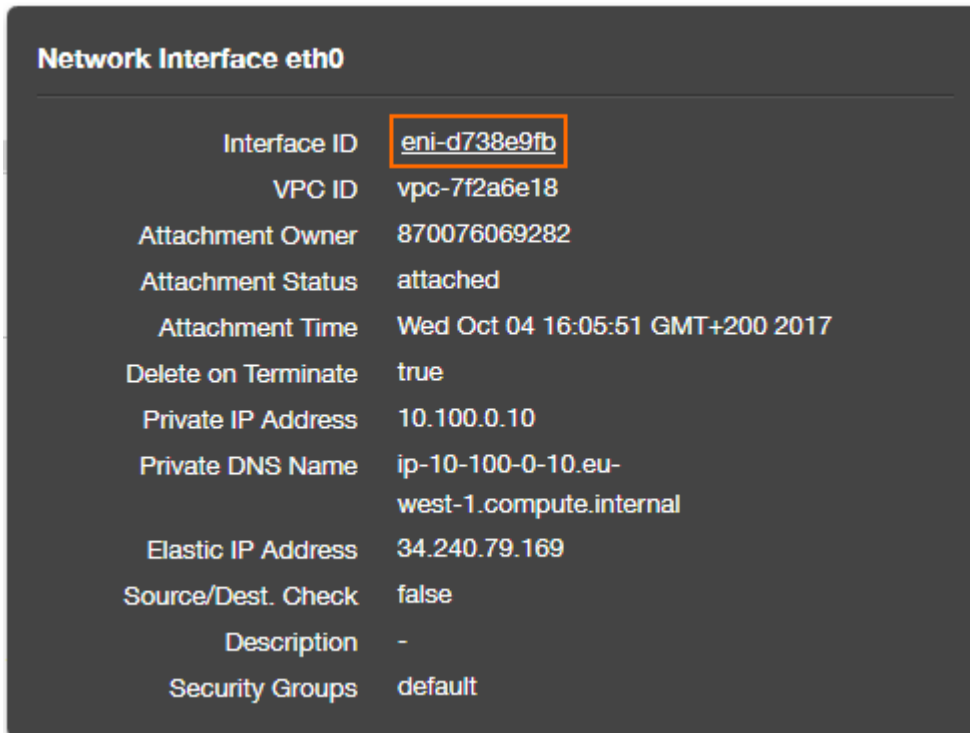 Network Interface eth0
Interface ID eni-d738e9fb
VPC ID vpc-7f2a6e18
Attachment Owner 870076069282
Attachment Status attached
Attachment Time Wed Oct 04 16:05:51 GMT+200 2017
Delete on Terminate true
Private IP Address 10.100.0.10
Private DNS Name ip-10-100-0-10.eu-
west-1.compute.internal
Elastic IP Address 34.240.79.169
Source/Dest. Check false
Description -
Security Groups default